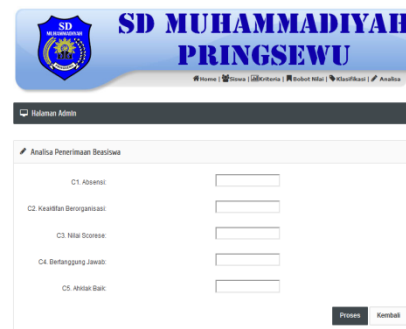 SD
MUHAMMADIYAH
SD MUHAMMADIYAH
PRINGSEWU
Home | Siswa | Kriteria | Bobot Nilai | Klasifikasi | Analisa
Halaman Admin
Analisa Penerimaan Beasiswa
C1. Absensi:
C2. Keaktifan Berorganisasi:
C3. Nilai Scorese:
C4. Bertanggung Jawab:
C5. Ahklak Baik:
Proses Kembali